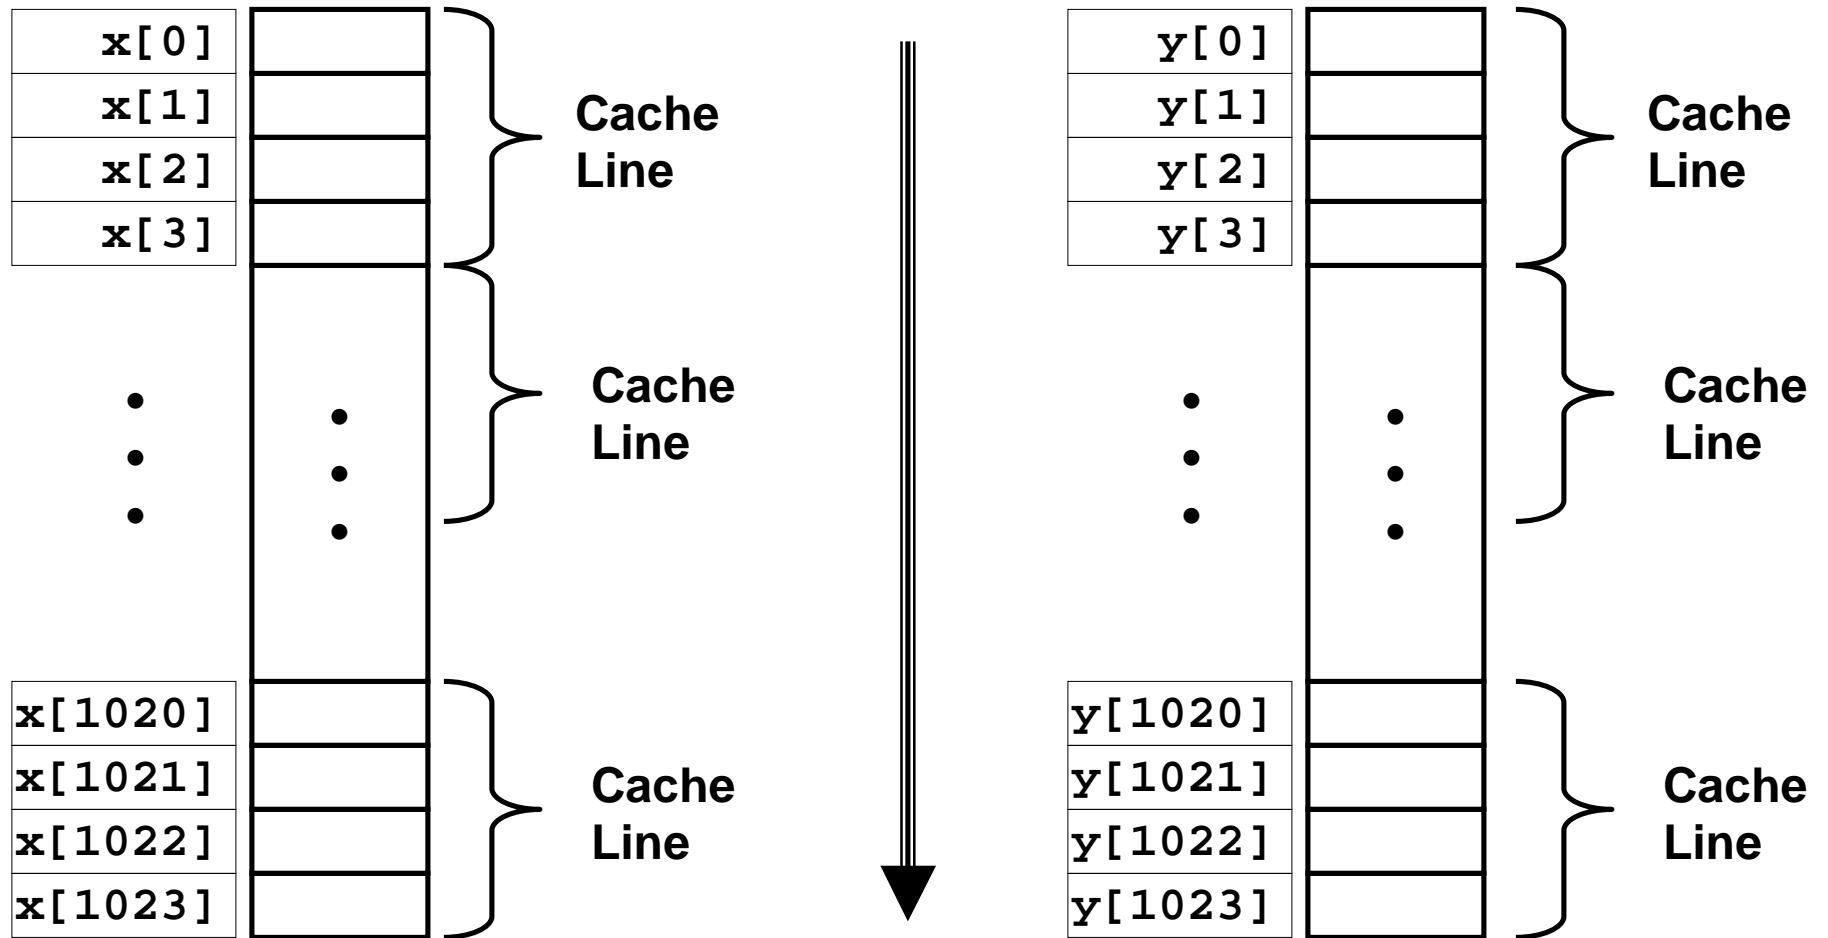 x[0]
x[1]
x[2]
x[3]
Cache
Line
Cache
Line
x[1020]
x[1021]
x[1022]
x[1023]
Cache
Line
y[0]
y[1]
y[2]
y[3]
Cache
Line
Cache
Line
y[1020]
y[1021]
y[1022]
y[1023]
Cache
Line